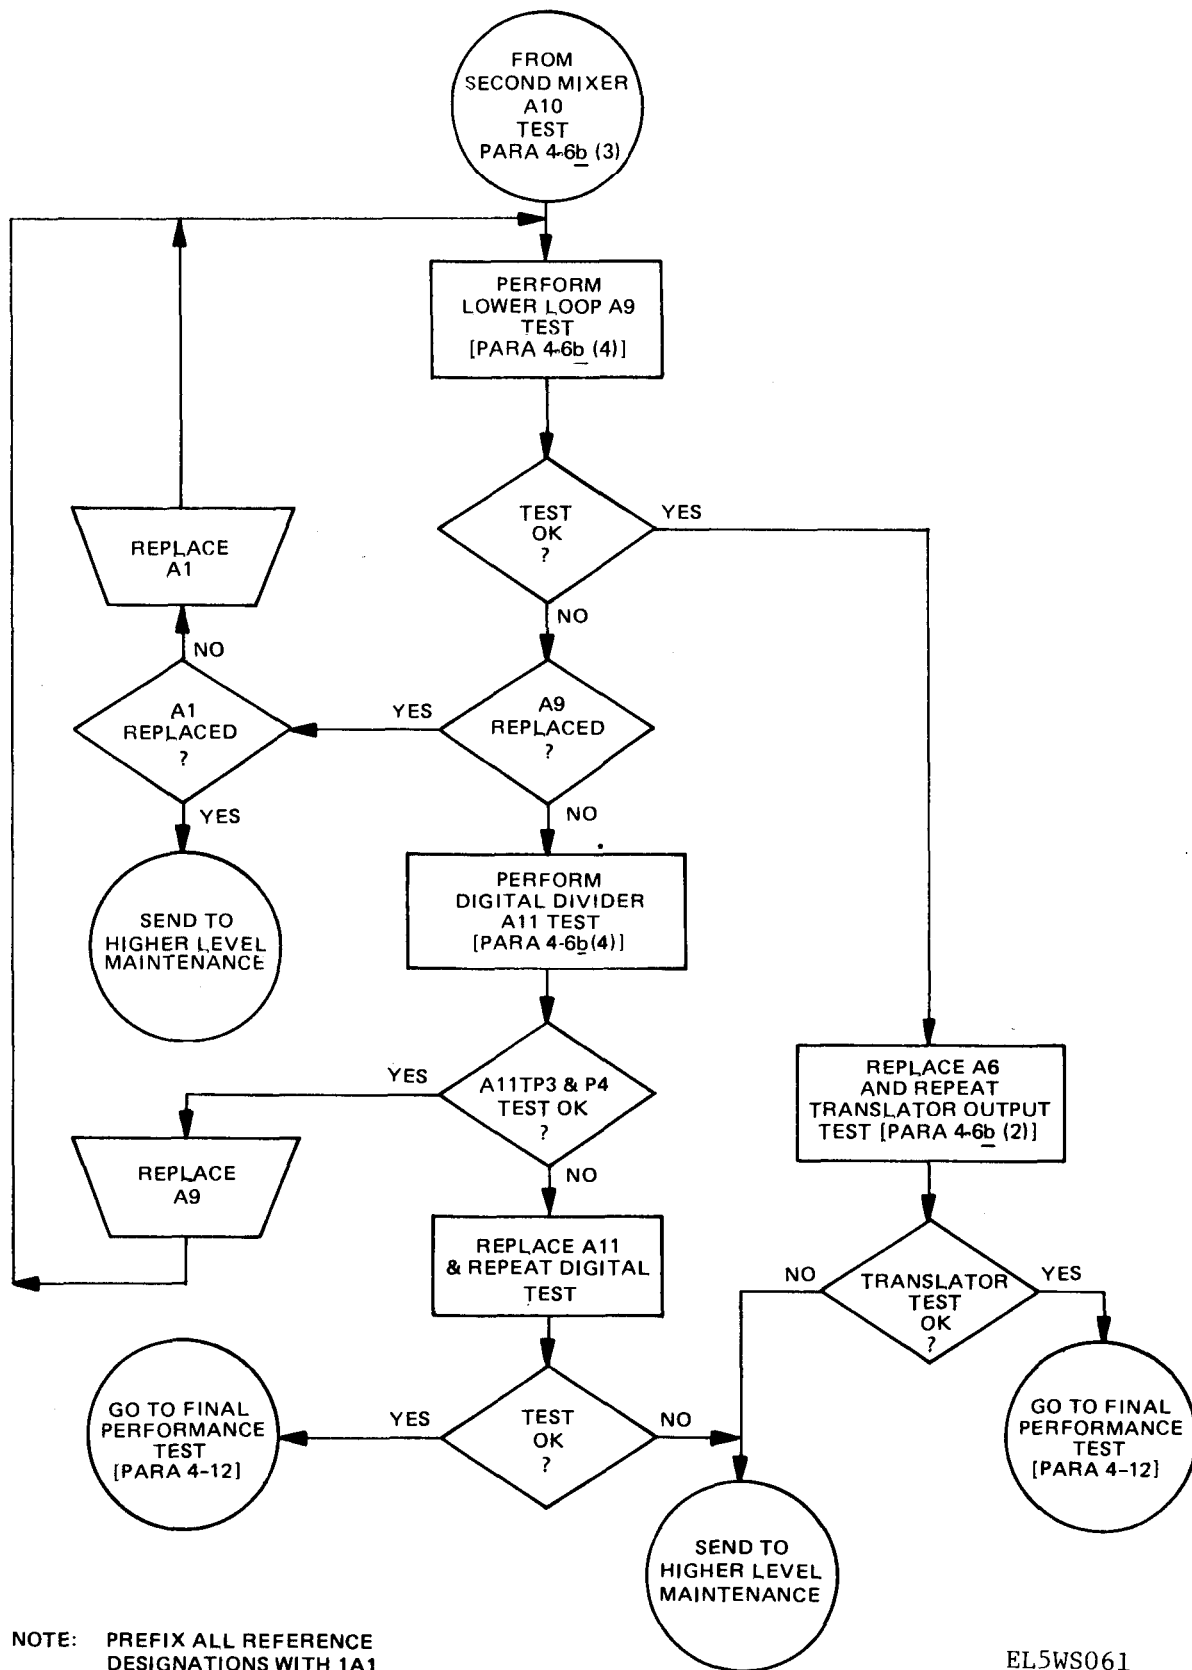 FROM
SECOND MIXER
A10
TEST
PARA 4-6b (3)
PERFORM
LOWER LOOP A9
TEST
[PARA 4-6b (4)]
TEST
OK
?
YES
NO
REPLACE
A1
NO
A1
REPLACED
?
YES
A9
REPLACED
?
YES
NO
SEND TO
HIGHER LEVEL
MAINTENANCE
PERFORM
DIGITAL DIVIDER
A11 TEST
[PARA 4-6b(4)]
YES
A11TP3 & P4
TEST OK
?
NO
REPLACE
A9
REPLACE A6
AND REPEAT
TRANSLATOR OUTPUT
TEST [PARA 4-6b (2)]
REPLACE A11
& REPEAT DIGITAL
TEST
NO
TRANSLATOR
TEST
OK
?
YES
GO TO FINAL
PERFORMANCE
TEST
[PARA 4-12]
YES
TEST
OK
?
NO
GO TO FINAL
PERFORMANCE
TEST
[PARA 4-12]
SEND TO
HIGHER LEVEL
MAINTENANCE
NOTE: PREFIX ALL REFERENCE
DESIGNATIONS WITH 1A1
EL5WS061